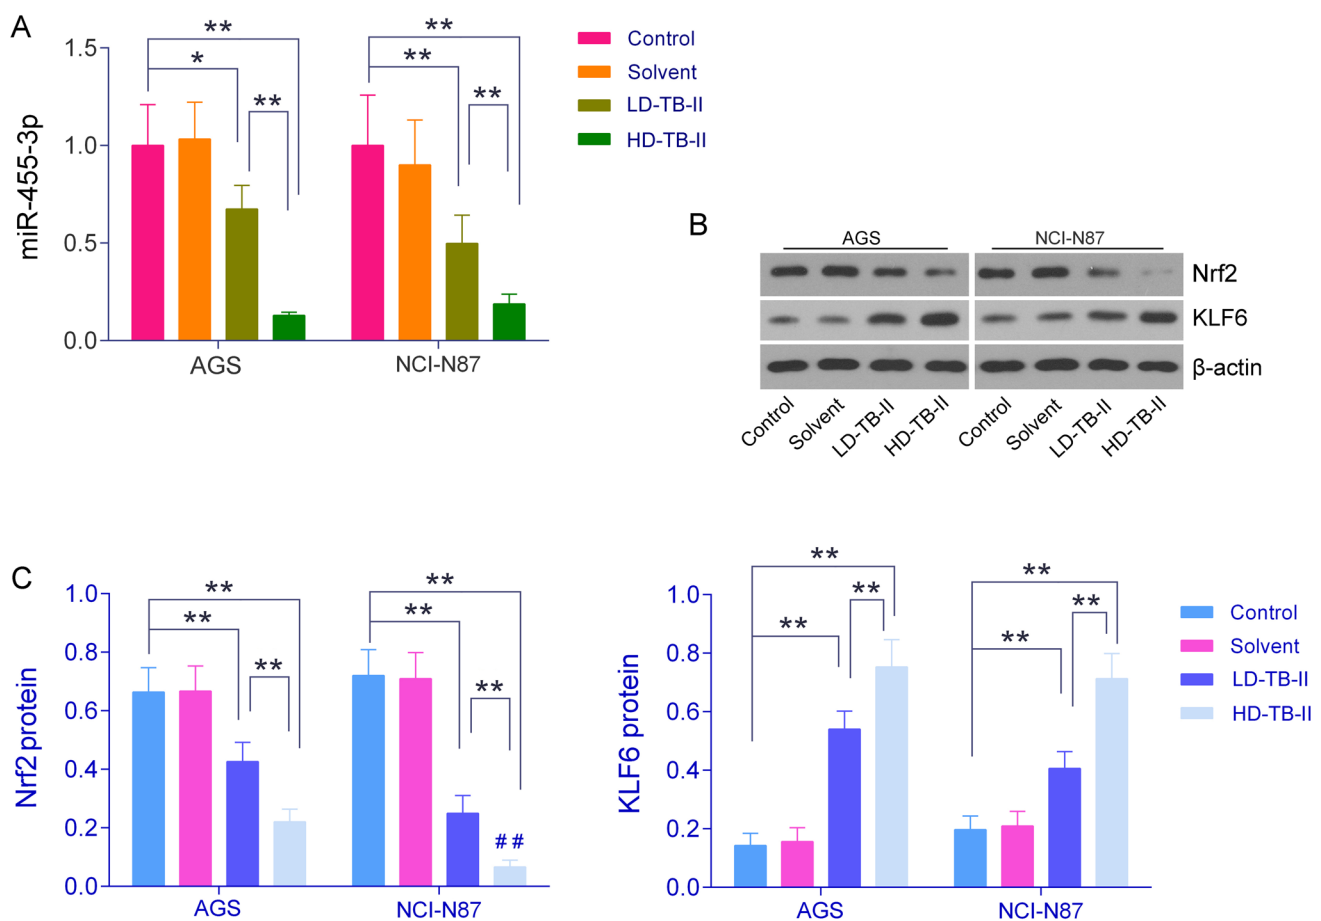 A
**
**
Control
1.5
*
**
Solvent
**
**
LD-TB-II
HD-TB-II
miR-455-3p
1.0
0.5
0.0
AGS
NCI-N87
B
AGS
NCI-N87
Nrf2
KLF6
β-actin
Control
Solvent
LD-TB-II
HD-TB-II
Control
Solvent
LD-TB-II
HD-TB-II
C
Nrf2 protein
1.0
0.8
0.6
0.4
0.2
0.0
**
**
**
**
**
**
##
AGS
NCI-N87
KLF6 protein
1.0
0.8
0.6
0.4
0.2
0.0
**
**
**
**
**
**
AGS
NCI-N87
Control
Solvent
LD-TB-II
HD-TB-II